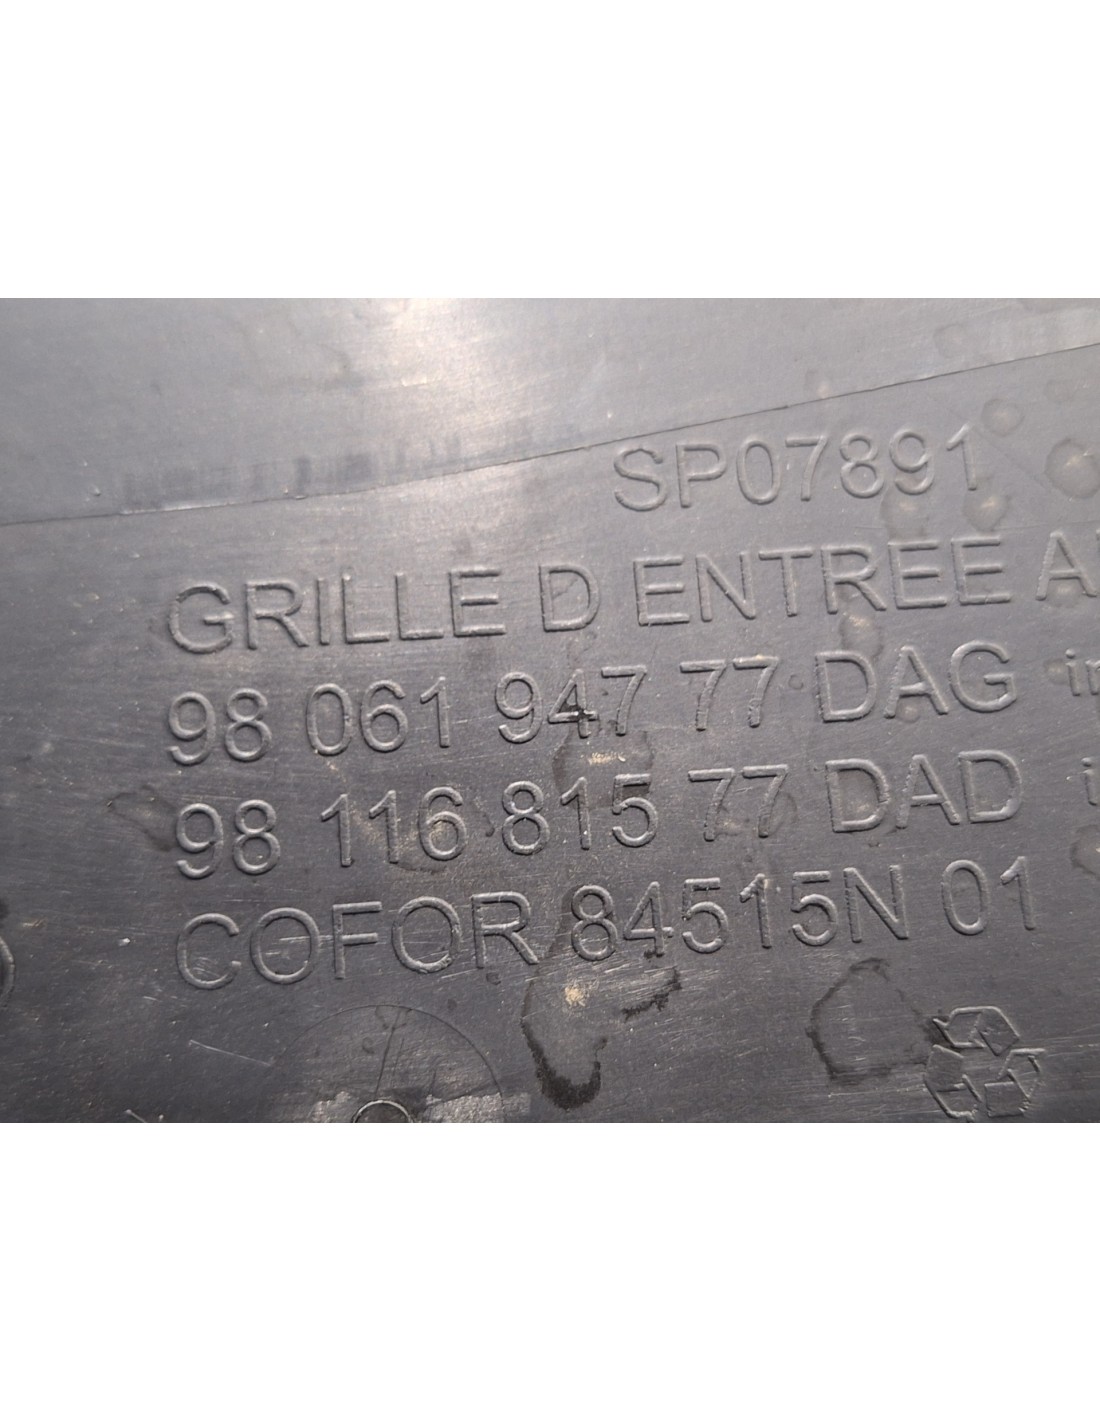 SP07891
GRILLE D ENTREE
98 061 947 77 DAG
98 116 815 77 DAD
COFOR 84515N 01